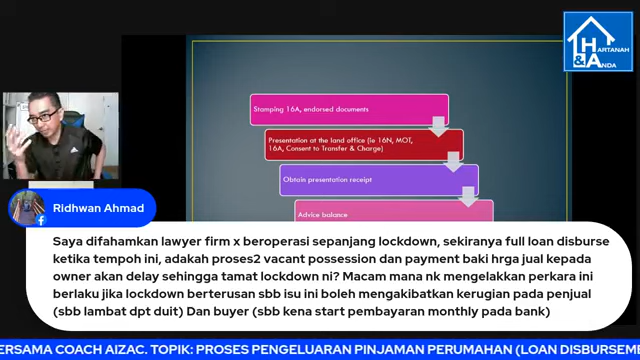 HARTANAH
& ANDA
Stamping 16A, endorsed documents
Presentation at the land office (ie 16N, MOT,
16A, Consent to Transfer & Charge)
Obtain presentation receipt
Advice balance
Ridhwan Ahmad
Saya difahamkan lawyer firm x beroperasi sepanjang lockdown, sekiranya full loan disburse
ketika tempoh ini, adakah proses2 vacant possession dan payment baki hrga jual kepada
owner akan delay sehingga tamat lockdown ni? Macam mana nk mengelakkan perkara ini
berlaku jika lockdown berterusan sbb isu ini boleh mengakibatkan kerugian pada penjual
(sbb lambat dpt duit) Dan buyer (sbb kena start pembayaran monthly pada bank)
BERSAMA COACH AIZAC. TOPIK: PROSES PENGELUARAN PINJAMAN PERUMAHAN (LOAN DISBURSEME